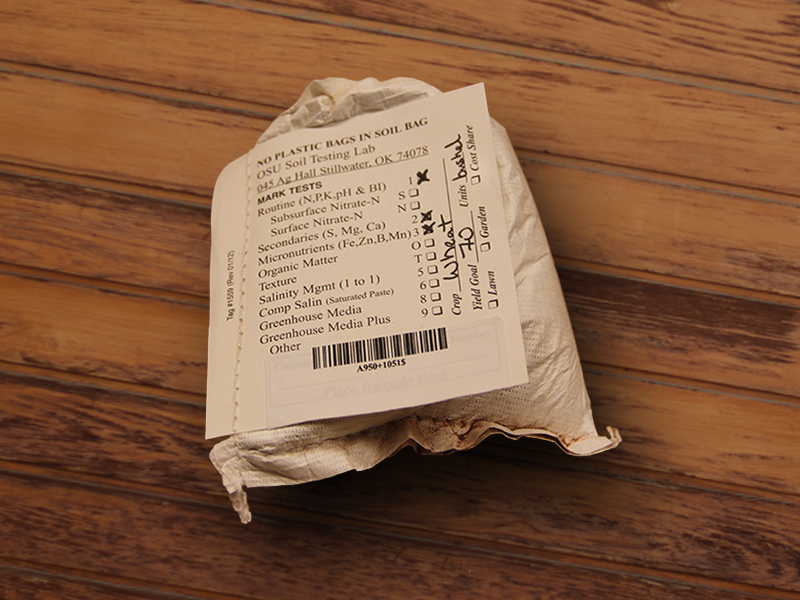 NO PLASTIC BAGS IN SOIL BAG
OSU Soil Testing Lab
045 Ag Hall Stillwater, OK 74078
MARK TESTS
Routine (N,P,K,pH & BI) 1
Subsurface Nitrate-N S
Surface Nitrate-N N
Secondaries (S, Mg, Ca) 2
Micronutrients (Fe,Zn,B,Mn) 3
Organic Matter O
Texture T
Salinity Mgmt (1 to 1) 5
Comp Salin (Saturated Paste) 6
Greenhouse Media 8
Greenhouse Media Plus 9
Other
A950+1051S
Place Barcode Here
Crop Wheat
Yield Goal 70 Units bushel
Lawn Garden Cost Share
Tag #1559 (Rev 01/12)